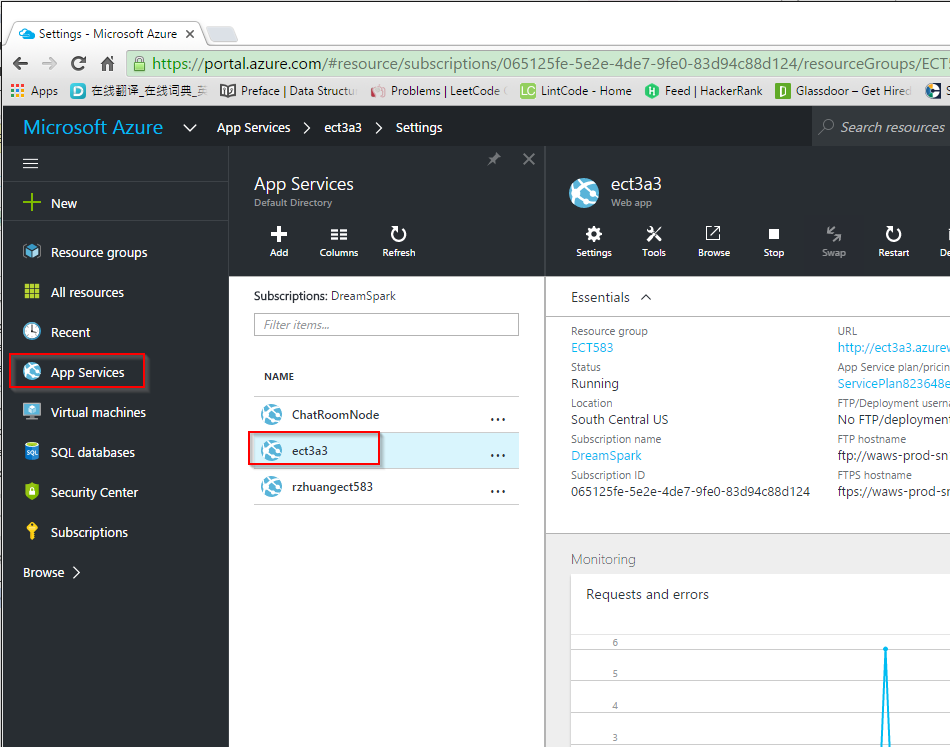 Settings - Microsoft Azure
https://portal.azure.com/#resource/subscriptions/065125fe-5e2e-4de7-9fe0-83d94c88d124/resourceGroups/ECT5
Apps 在线翻译_在线词典_ Preface | Data Structu Problems | LeetCode LintCode - Home Feed | HackerRank Glassdoor – Get Hired
Microsoft Azure App Services > ect3a3 > Settings Search resources
New
Resource groups
All resources
Recent
App Services
Virtual machines
SQL databases
Security Center
Subscriptions
Browse >
App Services
Default Directory
Add Columns Refresh
Subscriptions: DreamSpark
Filter items...
NAME
ChatRoomNode ...
ect3a3 ...
rzhuangect583 ...
ect3a3
Web app
Settings Tools Browse Stop Swap Restart De
Essentials
Resource group
ECT583
Status
Running
Location
South Central US
Subscription name
DreamSpark
Subscription ID
065125fe-5e2e-4de7-9fe0-83d94c88d124
URL
http://ect3a3.azurew
App Service plan/pricin
ServicePlan823648e
FTP/Deployment userna
No FTP/deployment
FTP hostname
ftp://waws-prod-sn
FTPS hostname
ftps://waws-prod-sn
Monitoring
Requests and errors
6
5
4
3